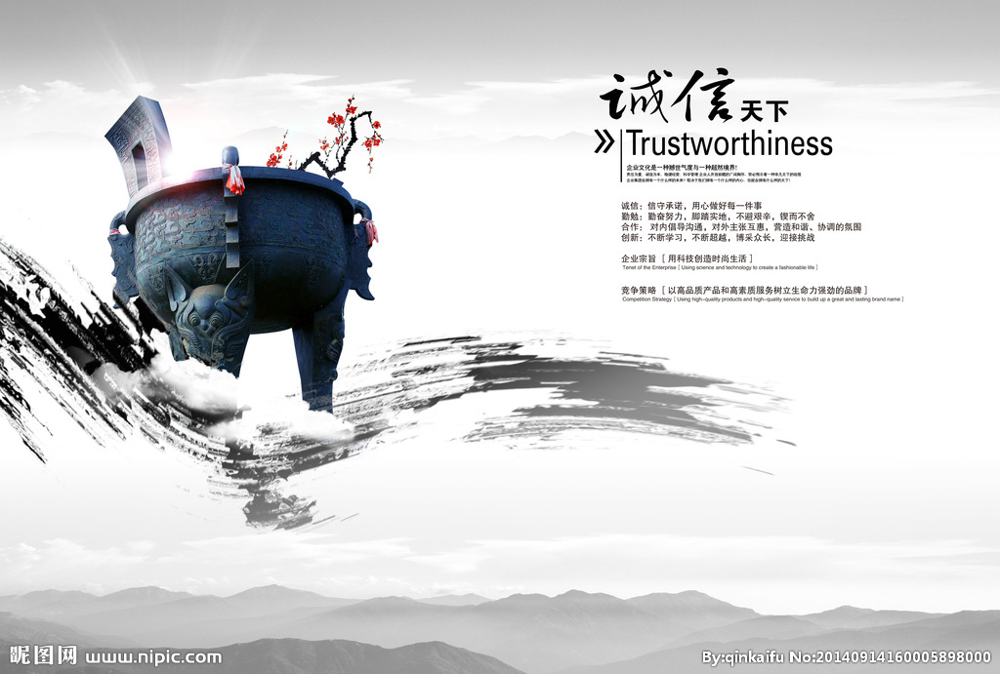 诚信天下
Trustworthiness
企业文化是一种撼世气度与一种超然境界!
诚信：信守承诺，用心做好每一件事
勤勉：勤奋努力，脚踏实地，不避艰辛，锲而不舍
合作： 对内倡导沟通，对外主张互惠，营造和谐、协调的氛围
创新：不断学习，不断超越，博采众长，迎接挑战
企业宗旨 [ 用科技创造时尚生活 ]
Tenet of the Enterprise [ Using science and technology to create a fashionable life ]
竞争策略 [ 以高品质产品和高素质服务树立生命力强劲的品牌 ]
Competition Strategy [ Using high-quality products and high-quality service to build up a great and lasting brand name ]
昵图网 www.nipic.com
By:qinkaifu No:20140914160005898000